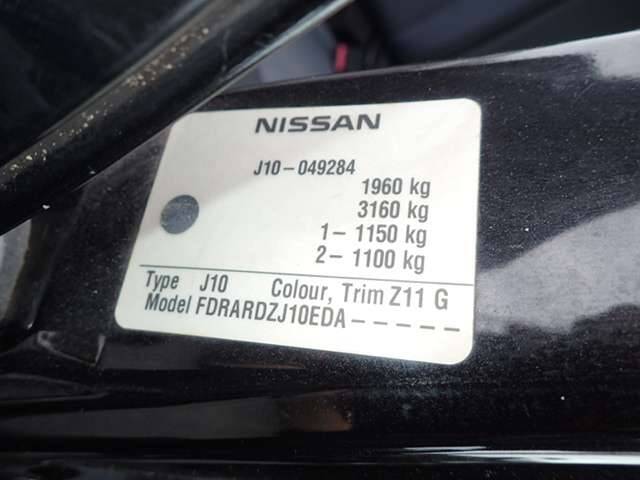 NISSAN
J10-049284
1960 kg
3160 kg
1- 1150 kg
2- 1100 kg
Type J10 Colour, Trim Z11 G
Model FDRARDZJ10EDA-----